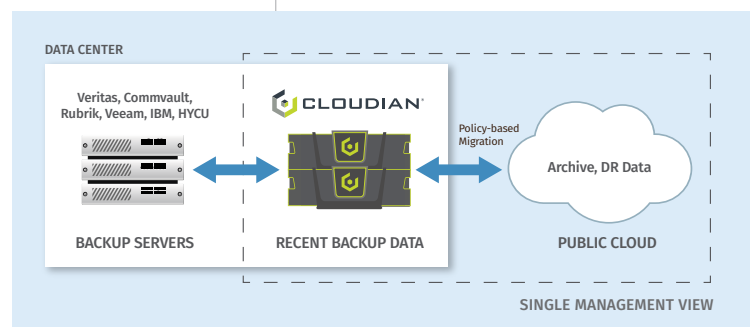 DATA CENTER
Veritas, Commvault,
Rubrik, Veeam, IBM, HYCU
CLOUDIAN®
Policy-based
Migration
Archive, DR Data
BACKUP SERVERS
RECENT BACKUP DATA
PUBLIC CLOUD
SINGLE MANAGEMENT VIEW